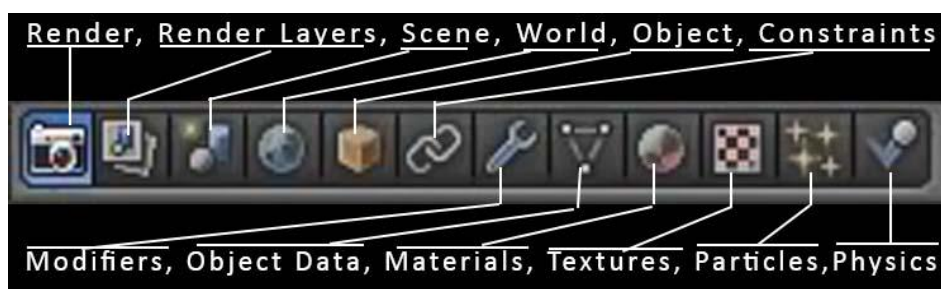 Render, Render Layers, Scene, World, Object, Constraints
Modifiers, Object Data, Materials, Textures, Particles,Physics